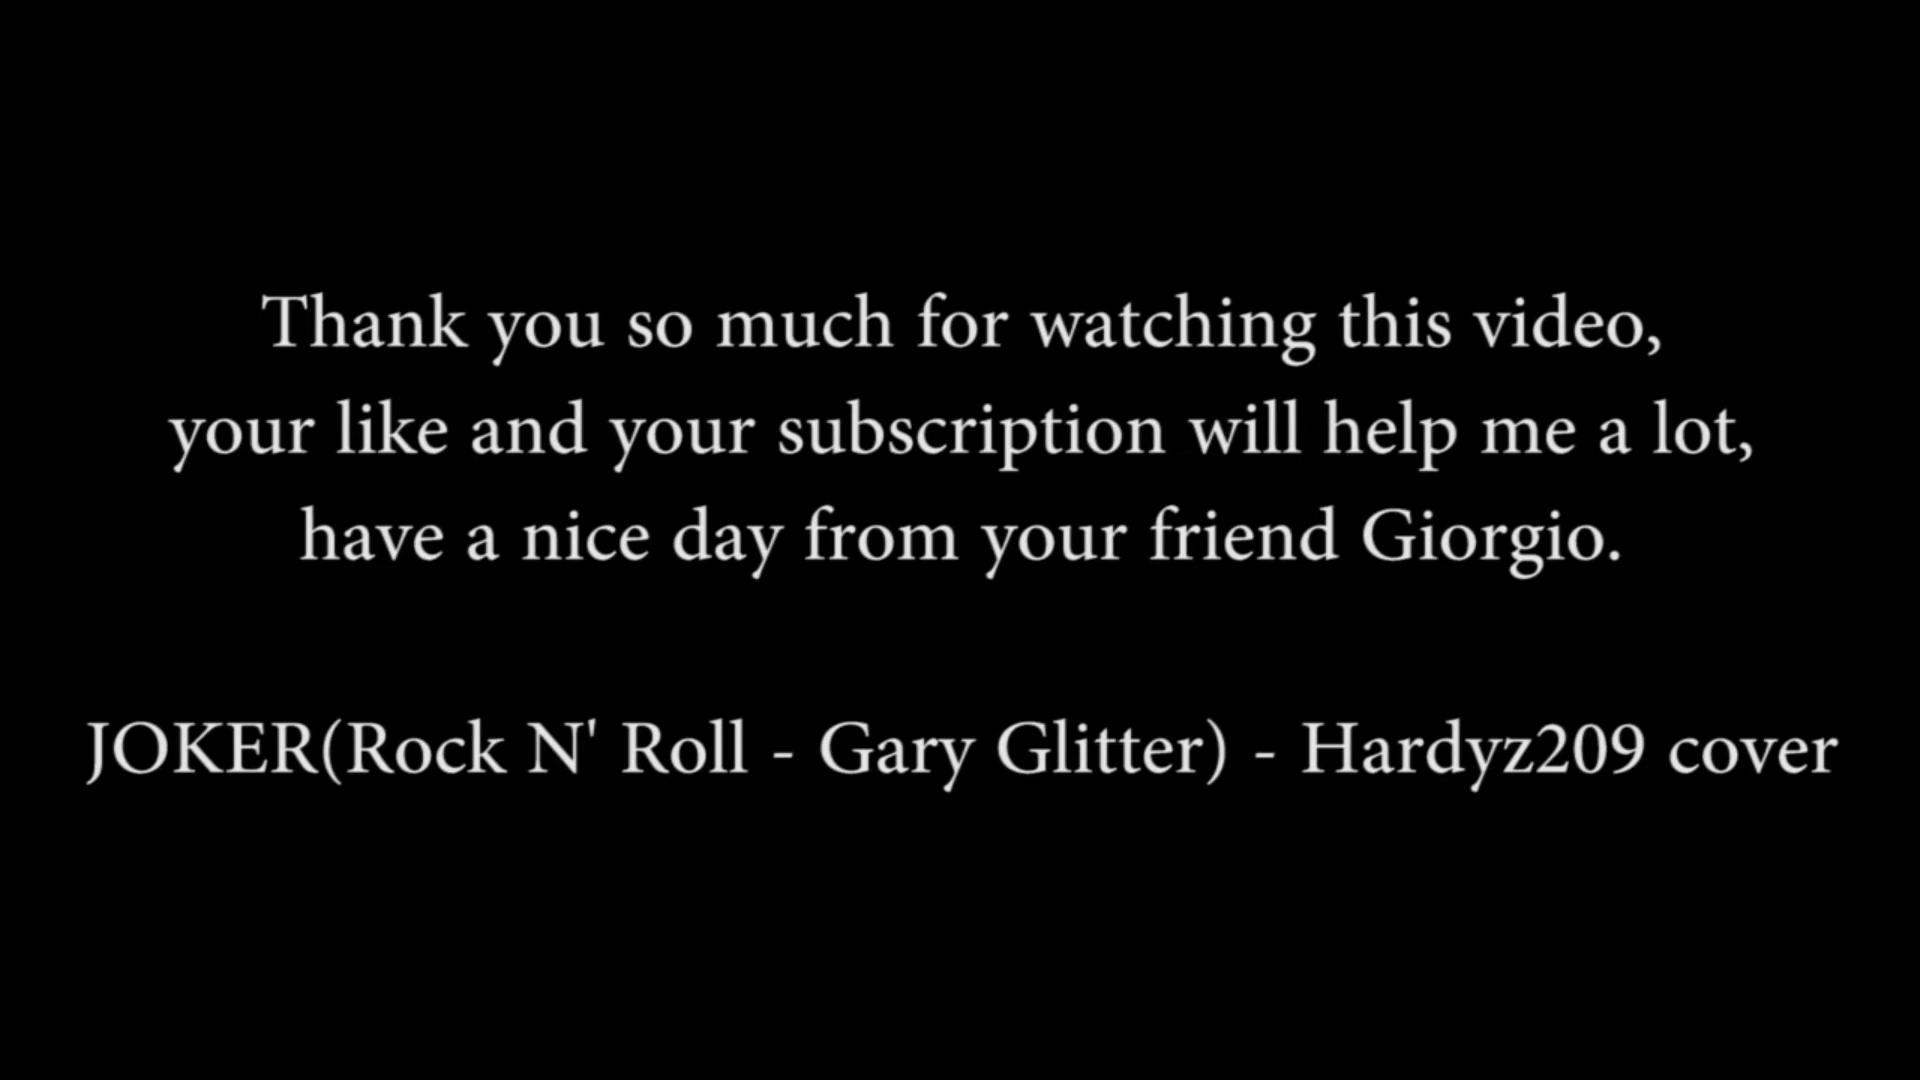 Thank you so much for watching this video,
your like and your subscription will help me a lot,
have a nice day from your friend Giorgio.
JOKER(Rock N' Roll - Gary Glitter) - Hardyz209 cover